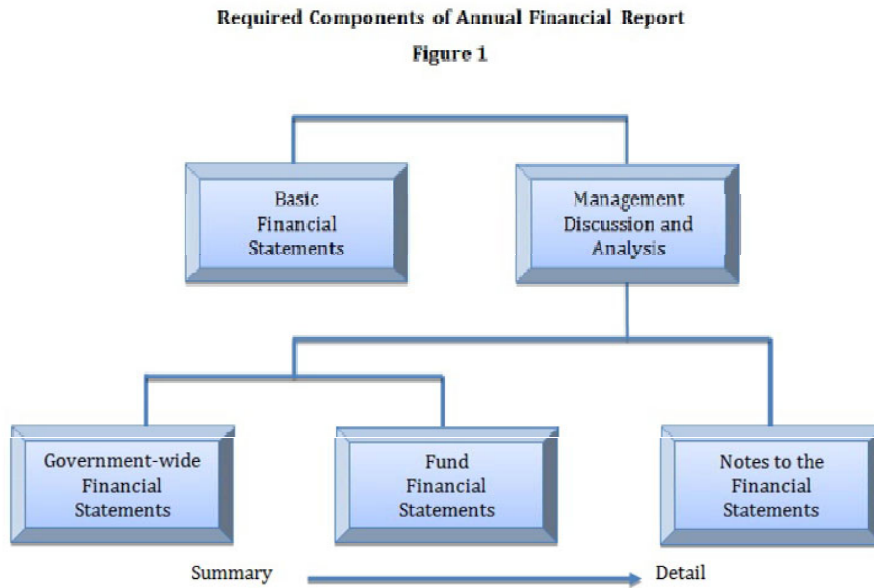 Required Components of Annual Financial Report
Figure 1
Basic
Financial
Statements
Management
Discussion and
Analysis
Government-wide
Financial
Statements
Fund
Financial
Statements
Notes to the
Financial
Statements
Summary
Detail